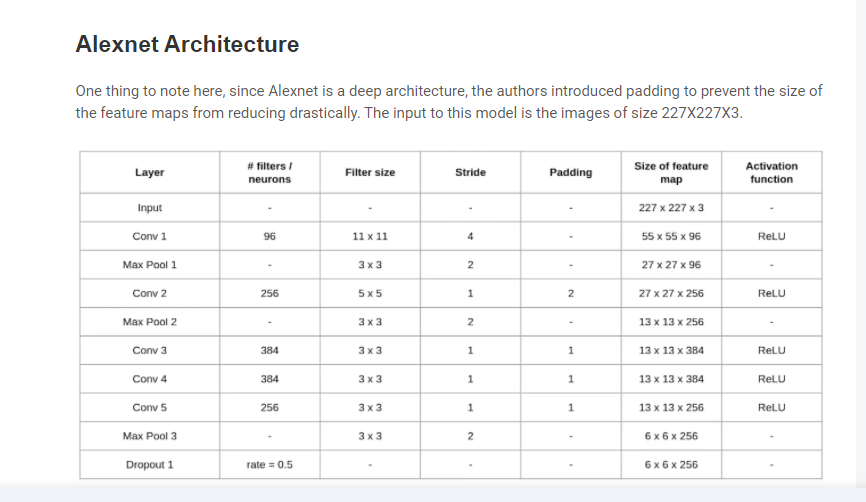 Alexnet Architecture
One thing to note here, since Alexnet is a deep architecture, the authors introduced padding to prevent the size of
the feature maps from reducing drastically. The input to this model is the images of size 227X227X3.
Layer # filters / neurons Filter size Stride Padding Size of feature map Activation function
Input - - - - 227 x 227 x 3 -
Conv 1 96 11 x 11 4 - 55 x 55 x 96 ReLU
Max Pool 1 - 3 x 3 2 - 27 x 27 x 96 -
Conv 2 256 5 x 5 1 2 27 x 27 x 256 ReLU
Max Pool 2 - 3 x 3 2 - 13 x 13 x 256 -
Conv 3 384 3 x 3 1 1 13 x 13 x 384 ReLU
Conv 4 384 3 x 3 1 1 13 x 13 x 384 ReLU
Conv 5 256 3 x 3 1 1 13 x 13 x 256 ReLU
Max Pool 3 - 3 x 3 2 - 6 x 6 x 256 -
Dropout 1 rate = 0.5 - - - 6 x 6 x 256 -